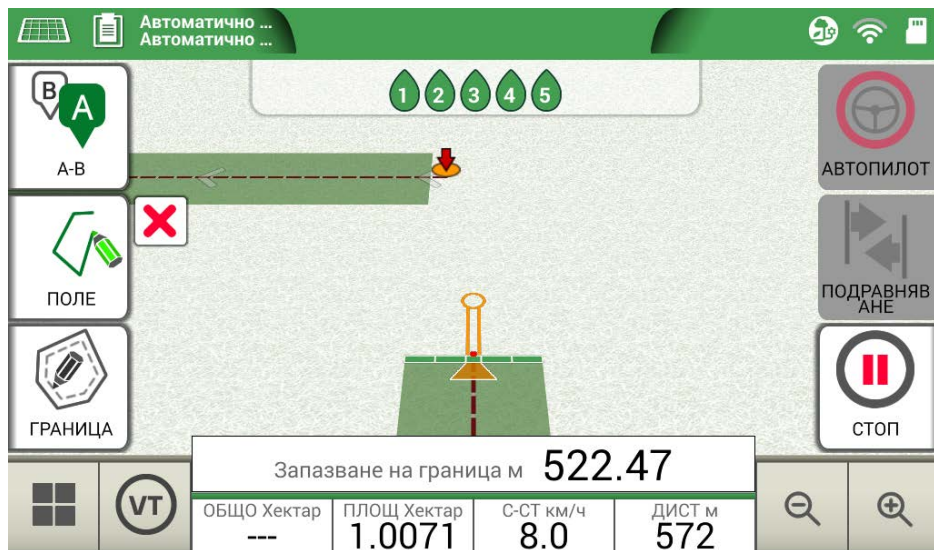 Автоматично ...
Автоматично ...
1 2 3 4 5
B
A
A-B
АВТОПИЛОТ
ПОЛЕ
ПОДРАВНЯВ
АНЕ
ГРАНИЦА
СТОП
Запазване на граница м 522.47
VT
ОБЩО Хектар
---
ПЛОЩ Хектар
1.0071
С-СТ км/ч
8.0
ДИСТ м
572